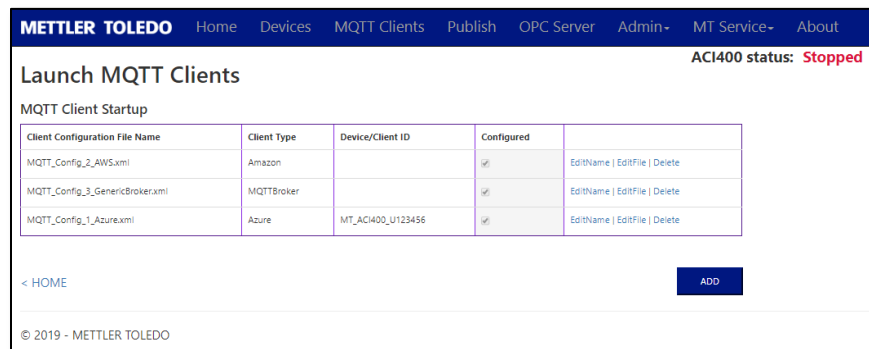 METTLER TOLEDO Home Devices MQTT Clients Publish OPC Server Admin MT Service About
ACI400 status: Stopped
Launch MQTT Clients
MQTT Client Startup
Client Configuration File Name Client Type Device/Client ID Configured
MQTT_Config_2_AWS.xml Amazon EditName | EditFile | Delete
MQTT_Config_3_GenericBroker.xml MQTTBroker EditName | EditFile | Delete
MQTT_Config_1_Azure.xml Azure MT_ACI400_U123456 EditName | EditFile | Delete
< HOME ADD
© 2019 - METTLER TOLEDO